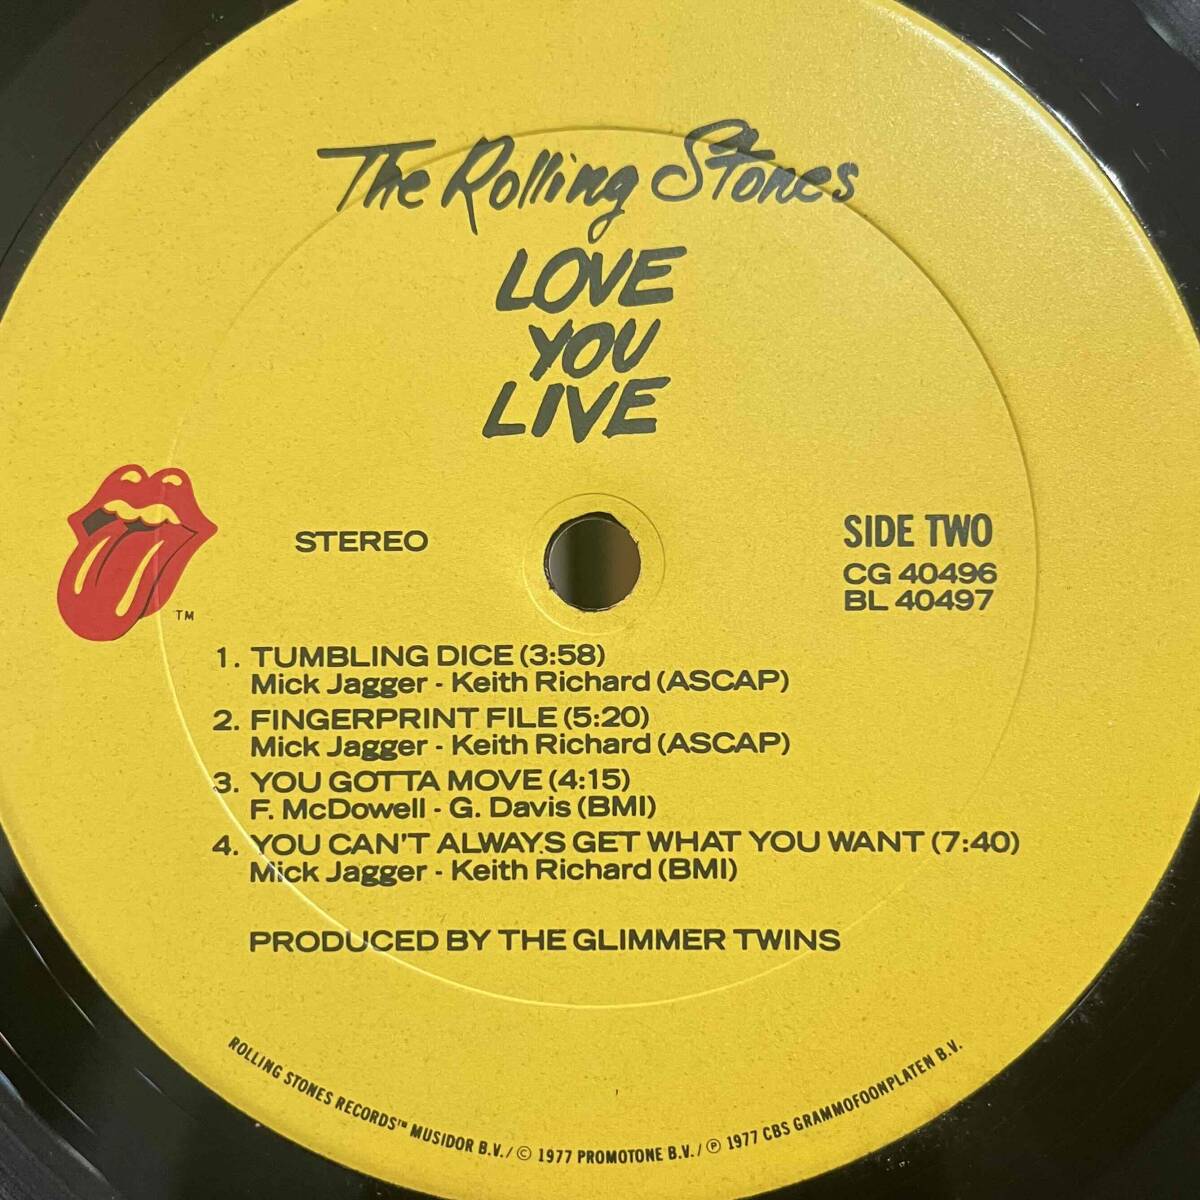 The Rolling Stones
LOVE
YOU
LIVE
STEREO
SIDE TWO
CG 40496
BL 40497
TM
1. TUMBLING DICE (3:58)
Mick Jagger - Keith Richard (ASCAP)
2. FINGERPRINT FILE (5:20)
Mick Jagger - Keith Richard (ASCAP)
3. YOU GOTTA MOVE (4:15)
F. McDowell - G. Davis (BMI)
4. YOU CAN'T ALWAYS GET WHAT YOU WANT (7:40)
Mick Jagger - Keith Richard (BMI)
PRODUCED BY THE GLIMMER TWINS
ROLLING STONES RECORDS™ MUSIDOR B.V. / © 1977 PROMOTONE B.V. / ℗ 1977 CBS GRAMMOFOONPLATEN B.V.